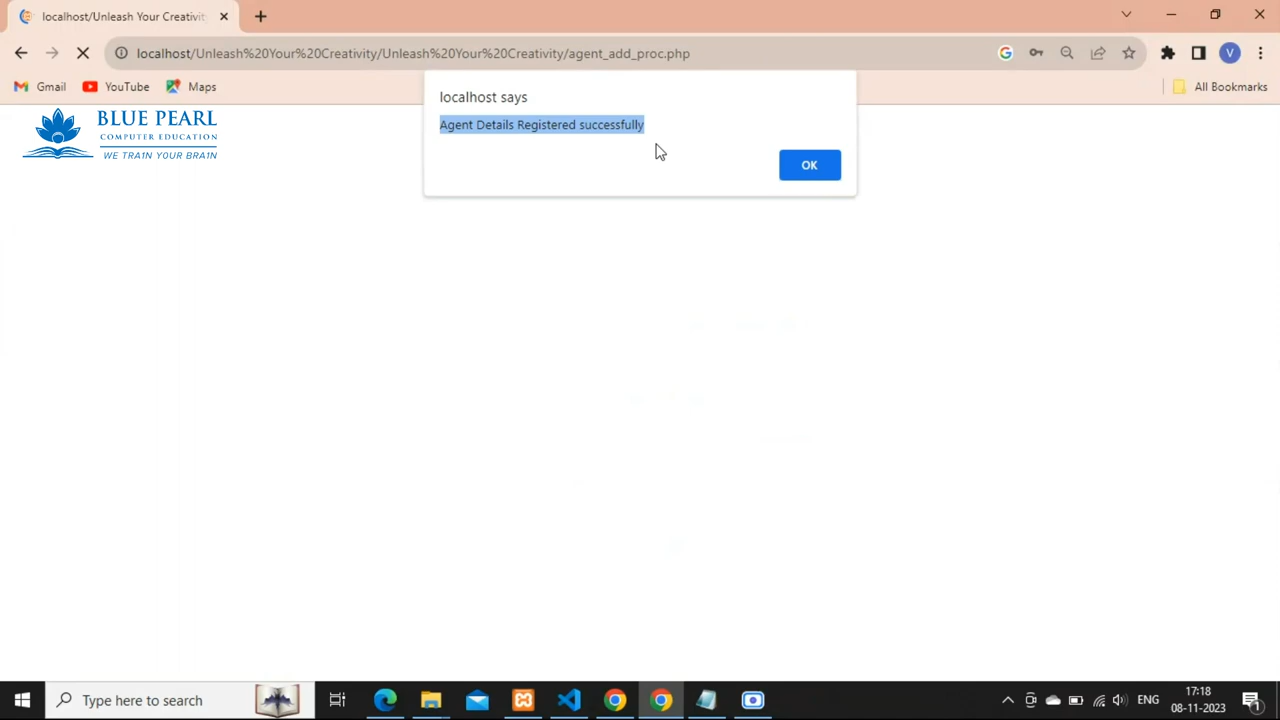 localhost/Unleash Your Creativit
localhost/Unleash%20Your%20Creativity/Unleash%20Your%20Creativity/agent_add_proc.php
Gmail
YouTube
Maps
All Bookmarks
V
BLUE PEARL
COMPUTER EDUCATION
WE TRAIN YOUR BRAIN
localhost says
Agent Details Registered successfully
OK
Type here to search
ENG
17:18
08-11-2023
1